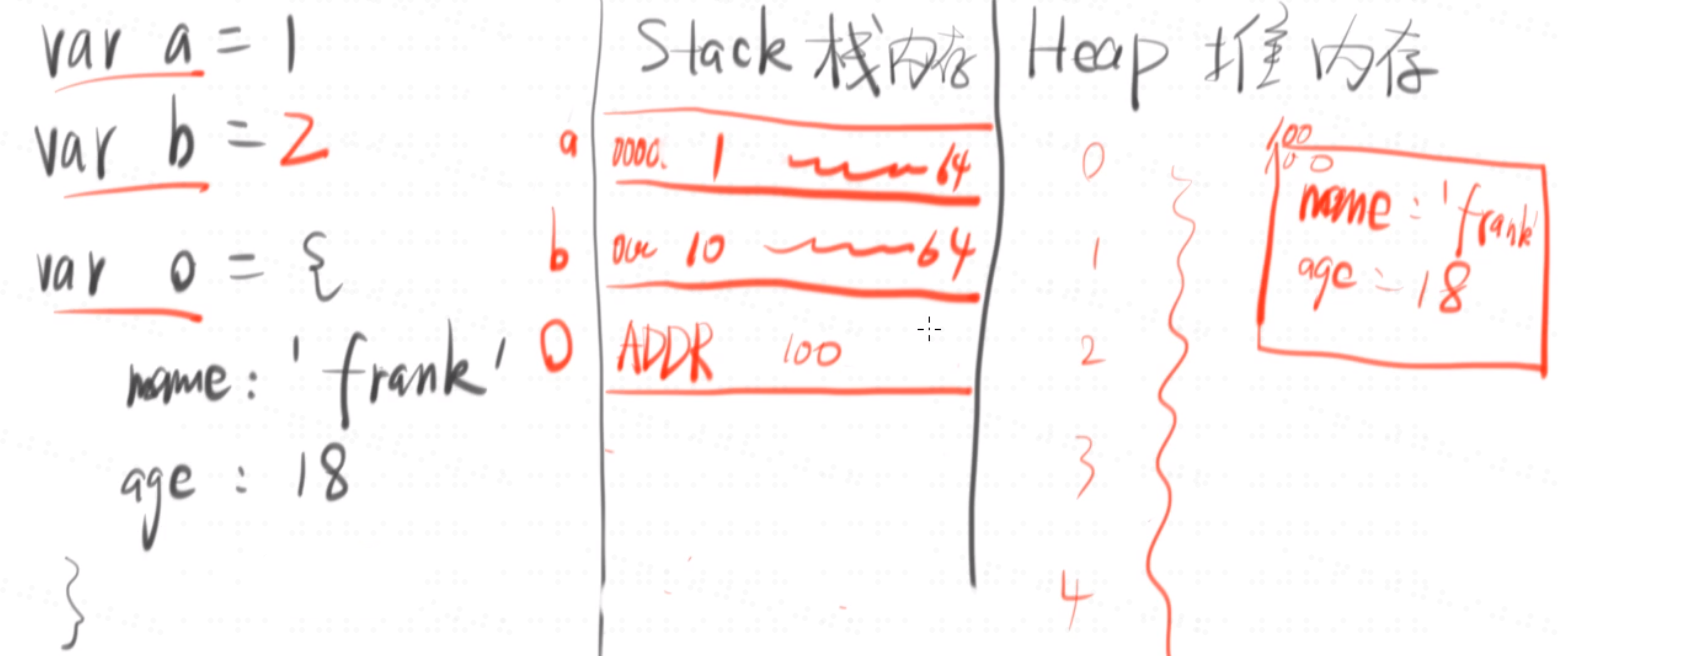 var a = 1
var b = 2
var o = {
name: 'frank'
age : 18
}
Stack 栈内存
a 0000. 1 64
b 10 64
O ADDR 100
Heap 堆内存
0
1
2
3
4
100
100
name : 'frank'
age : 18